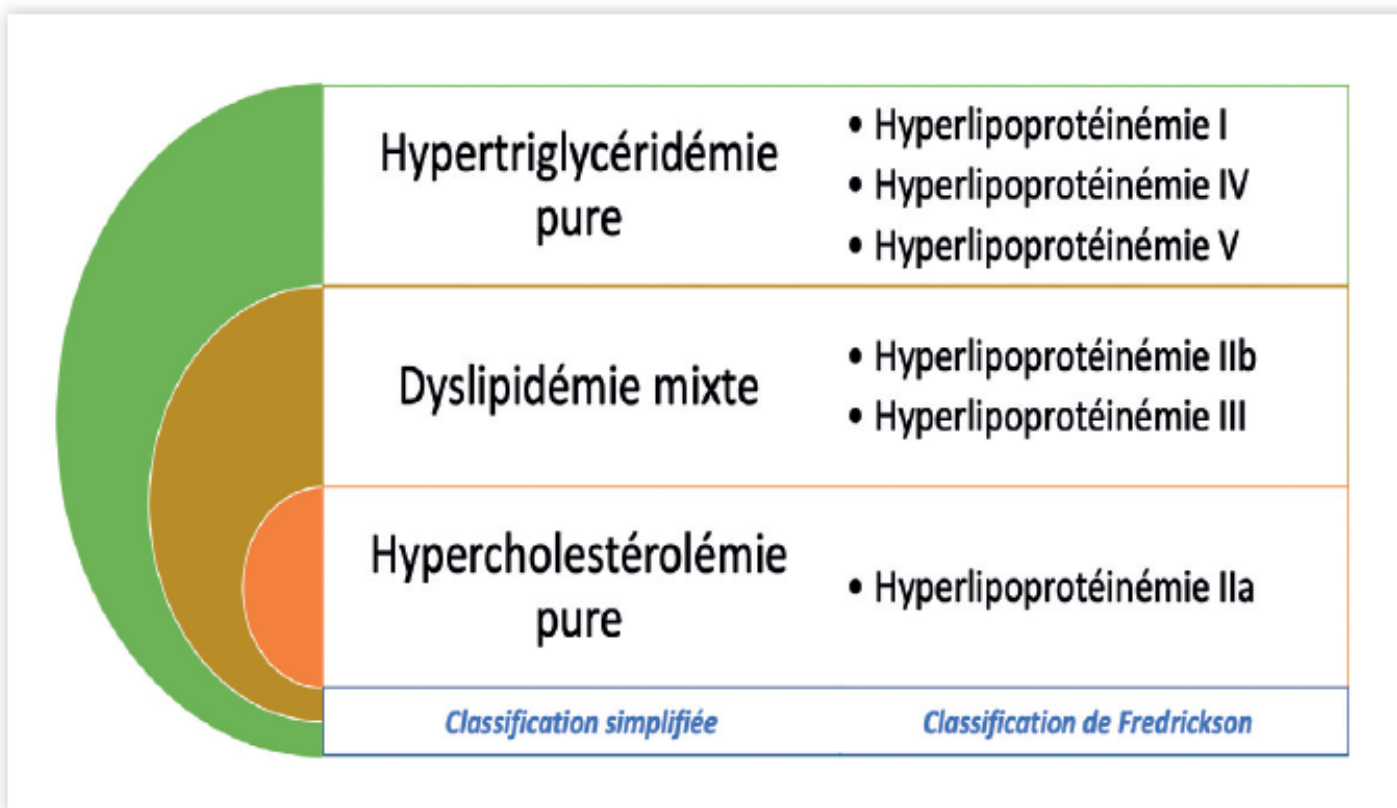 Hypertriglycéridémie
pure
• Hyperlipoprotéinémie I
• Hyperlipoprotéinémie IV
• Hyperlipoprotéinémie V
Dyslipidémie mixte
• Hyperlipoprotéinémie IIb
• Hyperlipoprotéinémie III
Hypercholestérolémie
pure
• Hyperlipoprotéinémie IIa
Classification simplifiée
Classification de Fredrickson